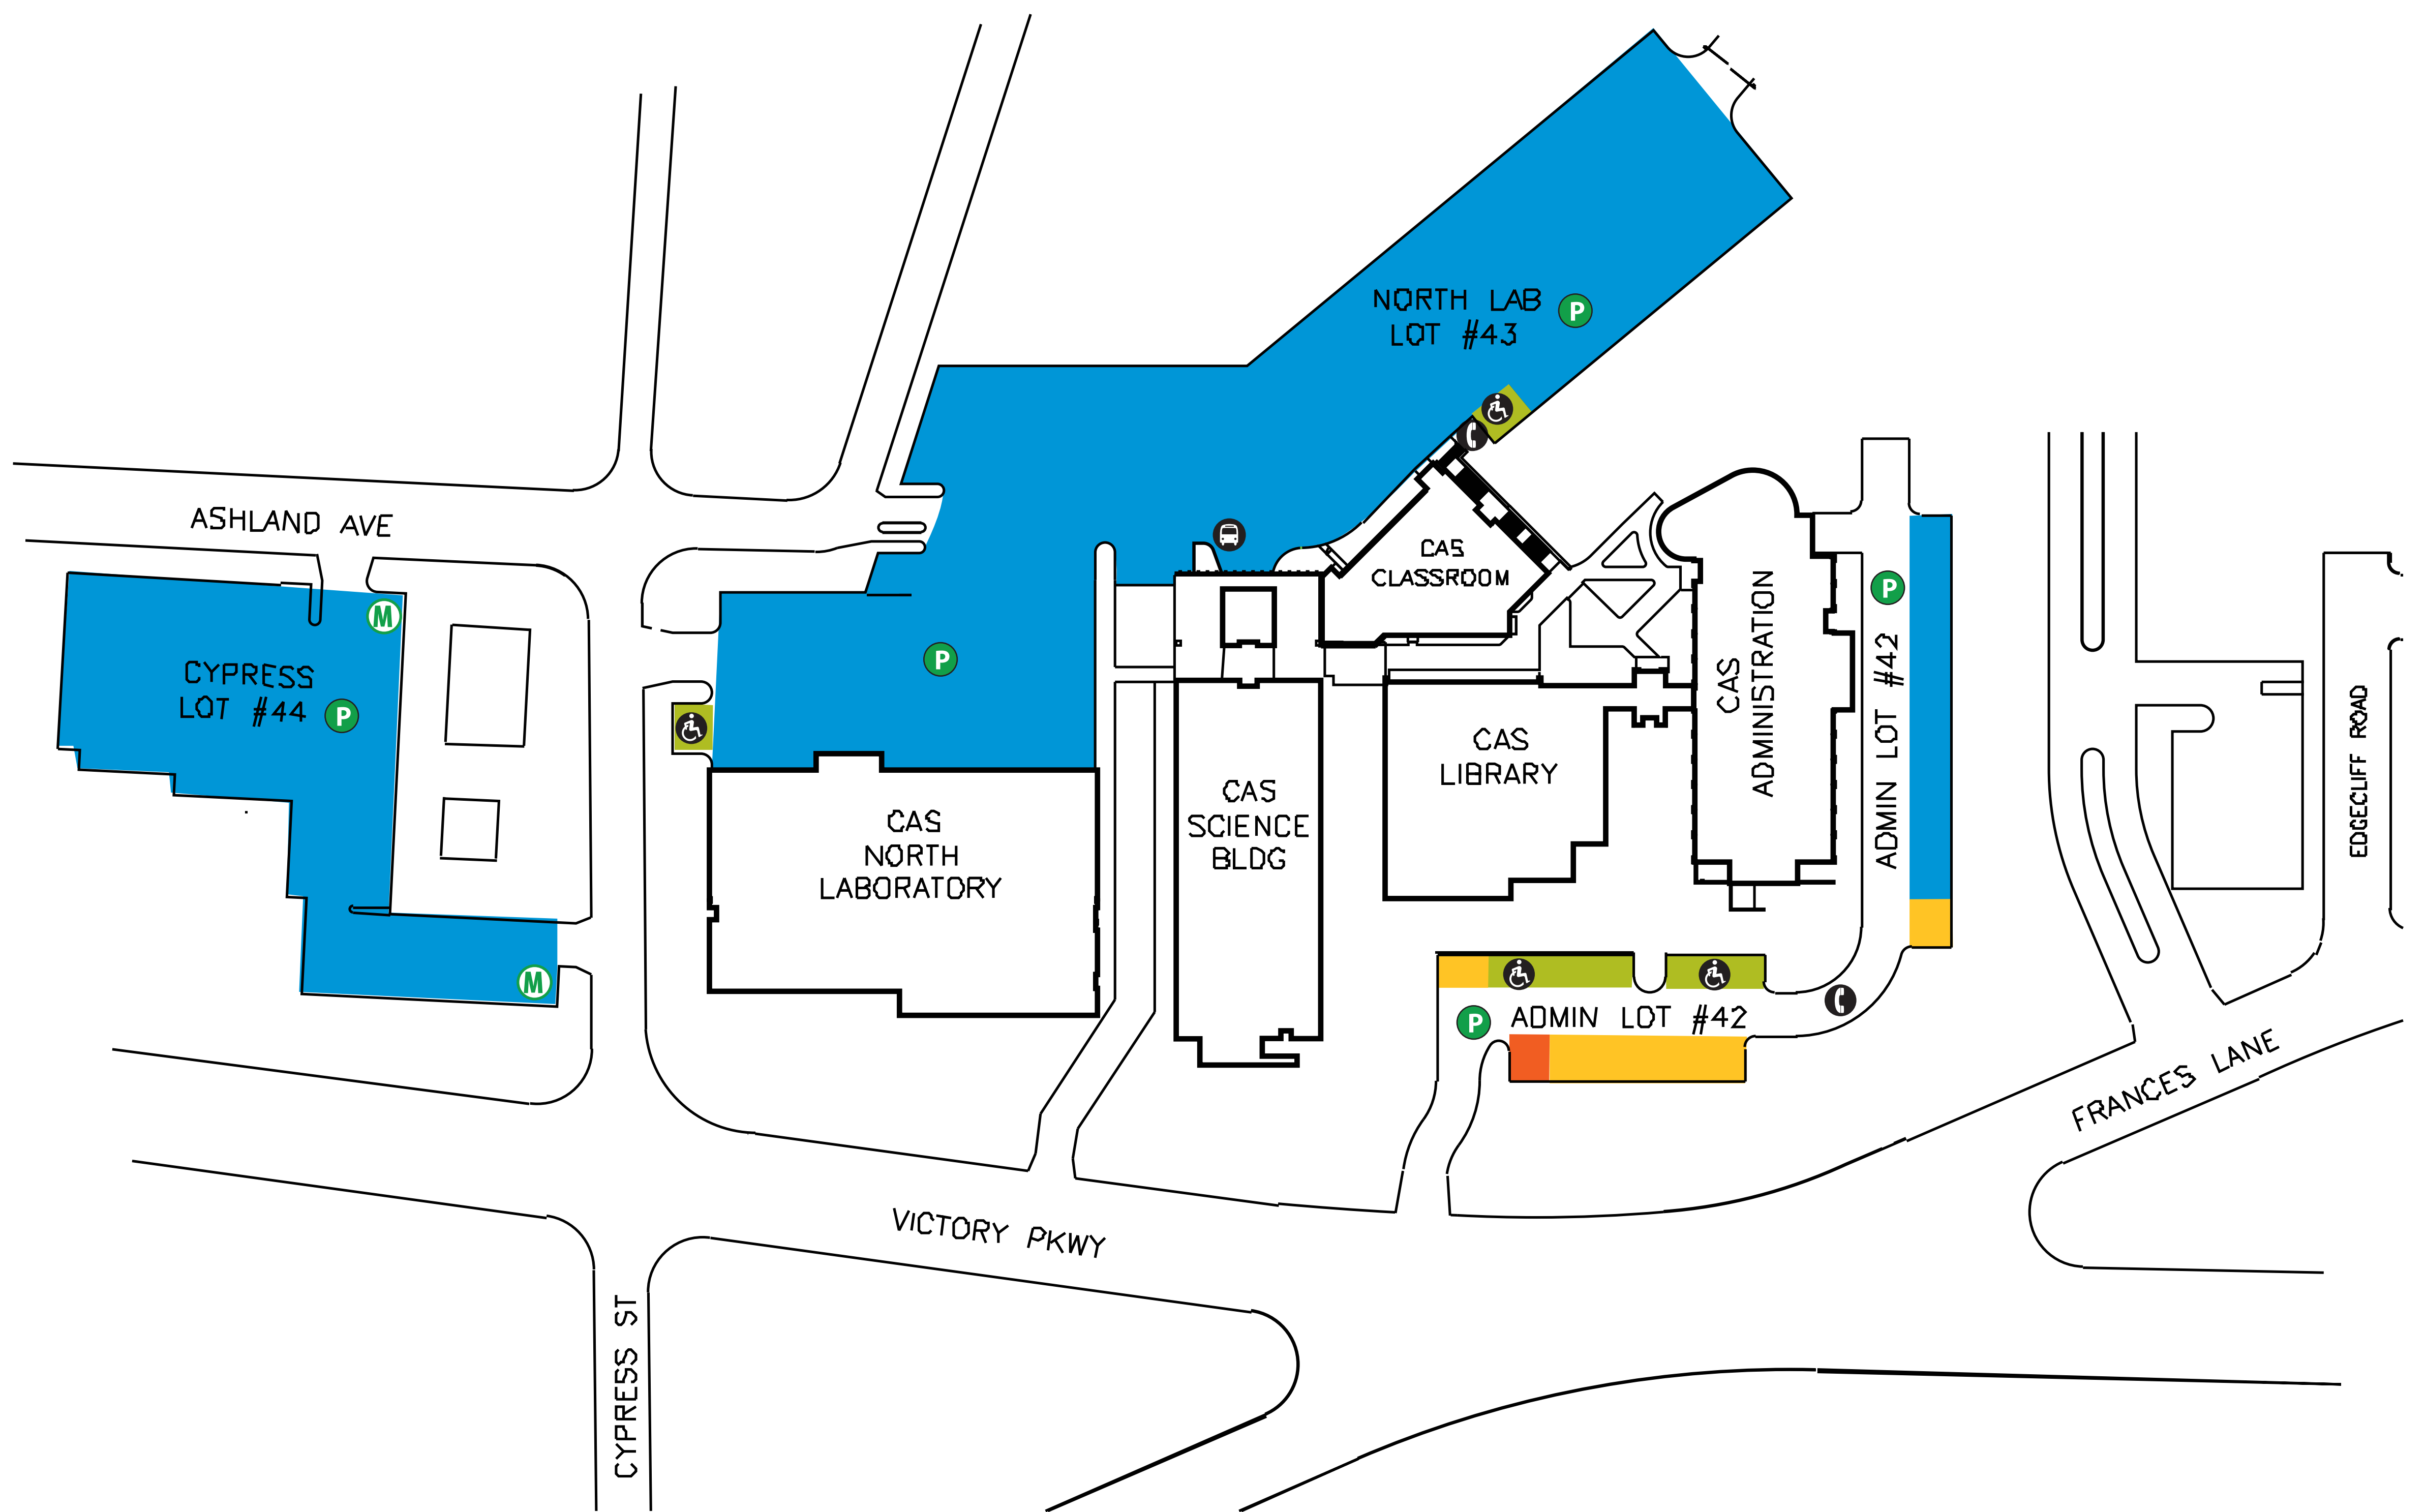 NORTH LAB
LOT #43
P
ASHLAND AVE
CAS
CLASSROOM
P
M
CYPRESS
LOT #44
P
P
CAS
ADMINISTRATION
ADMIN LOT #42
EDGECLIFF ROAD
CAS
LIBRARY
CAS
SCIENCE
BLDG
CAS
NORTH
LABORATORY
M
P
ADMIN LOT #42
FRANCES LANE
VICTORY PKWY
CYPRESS ST